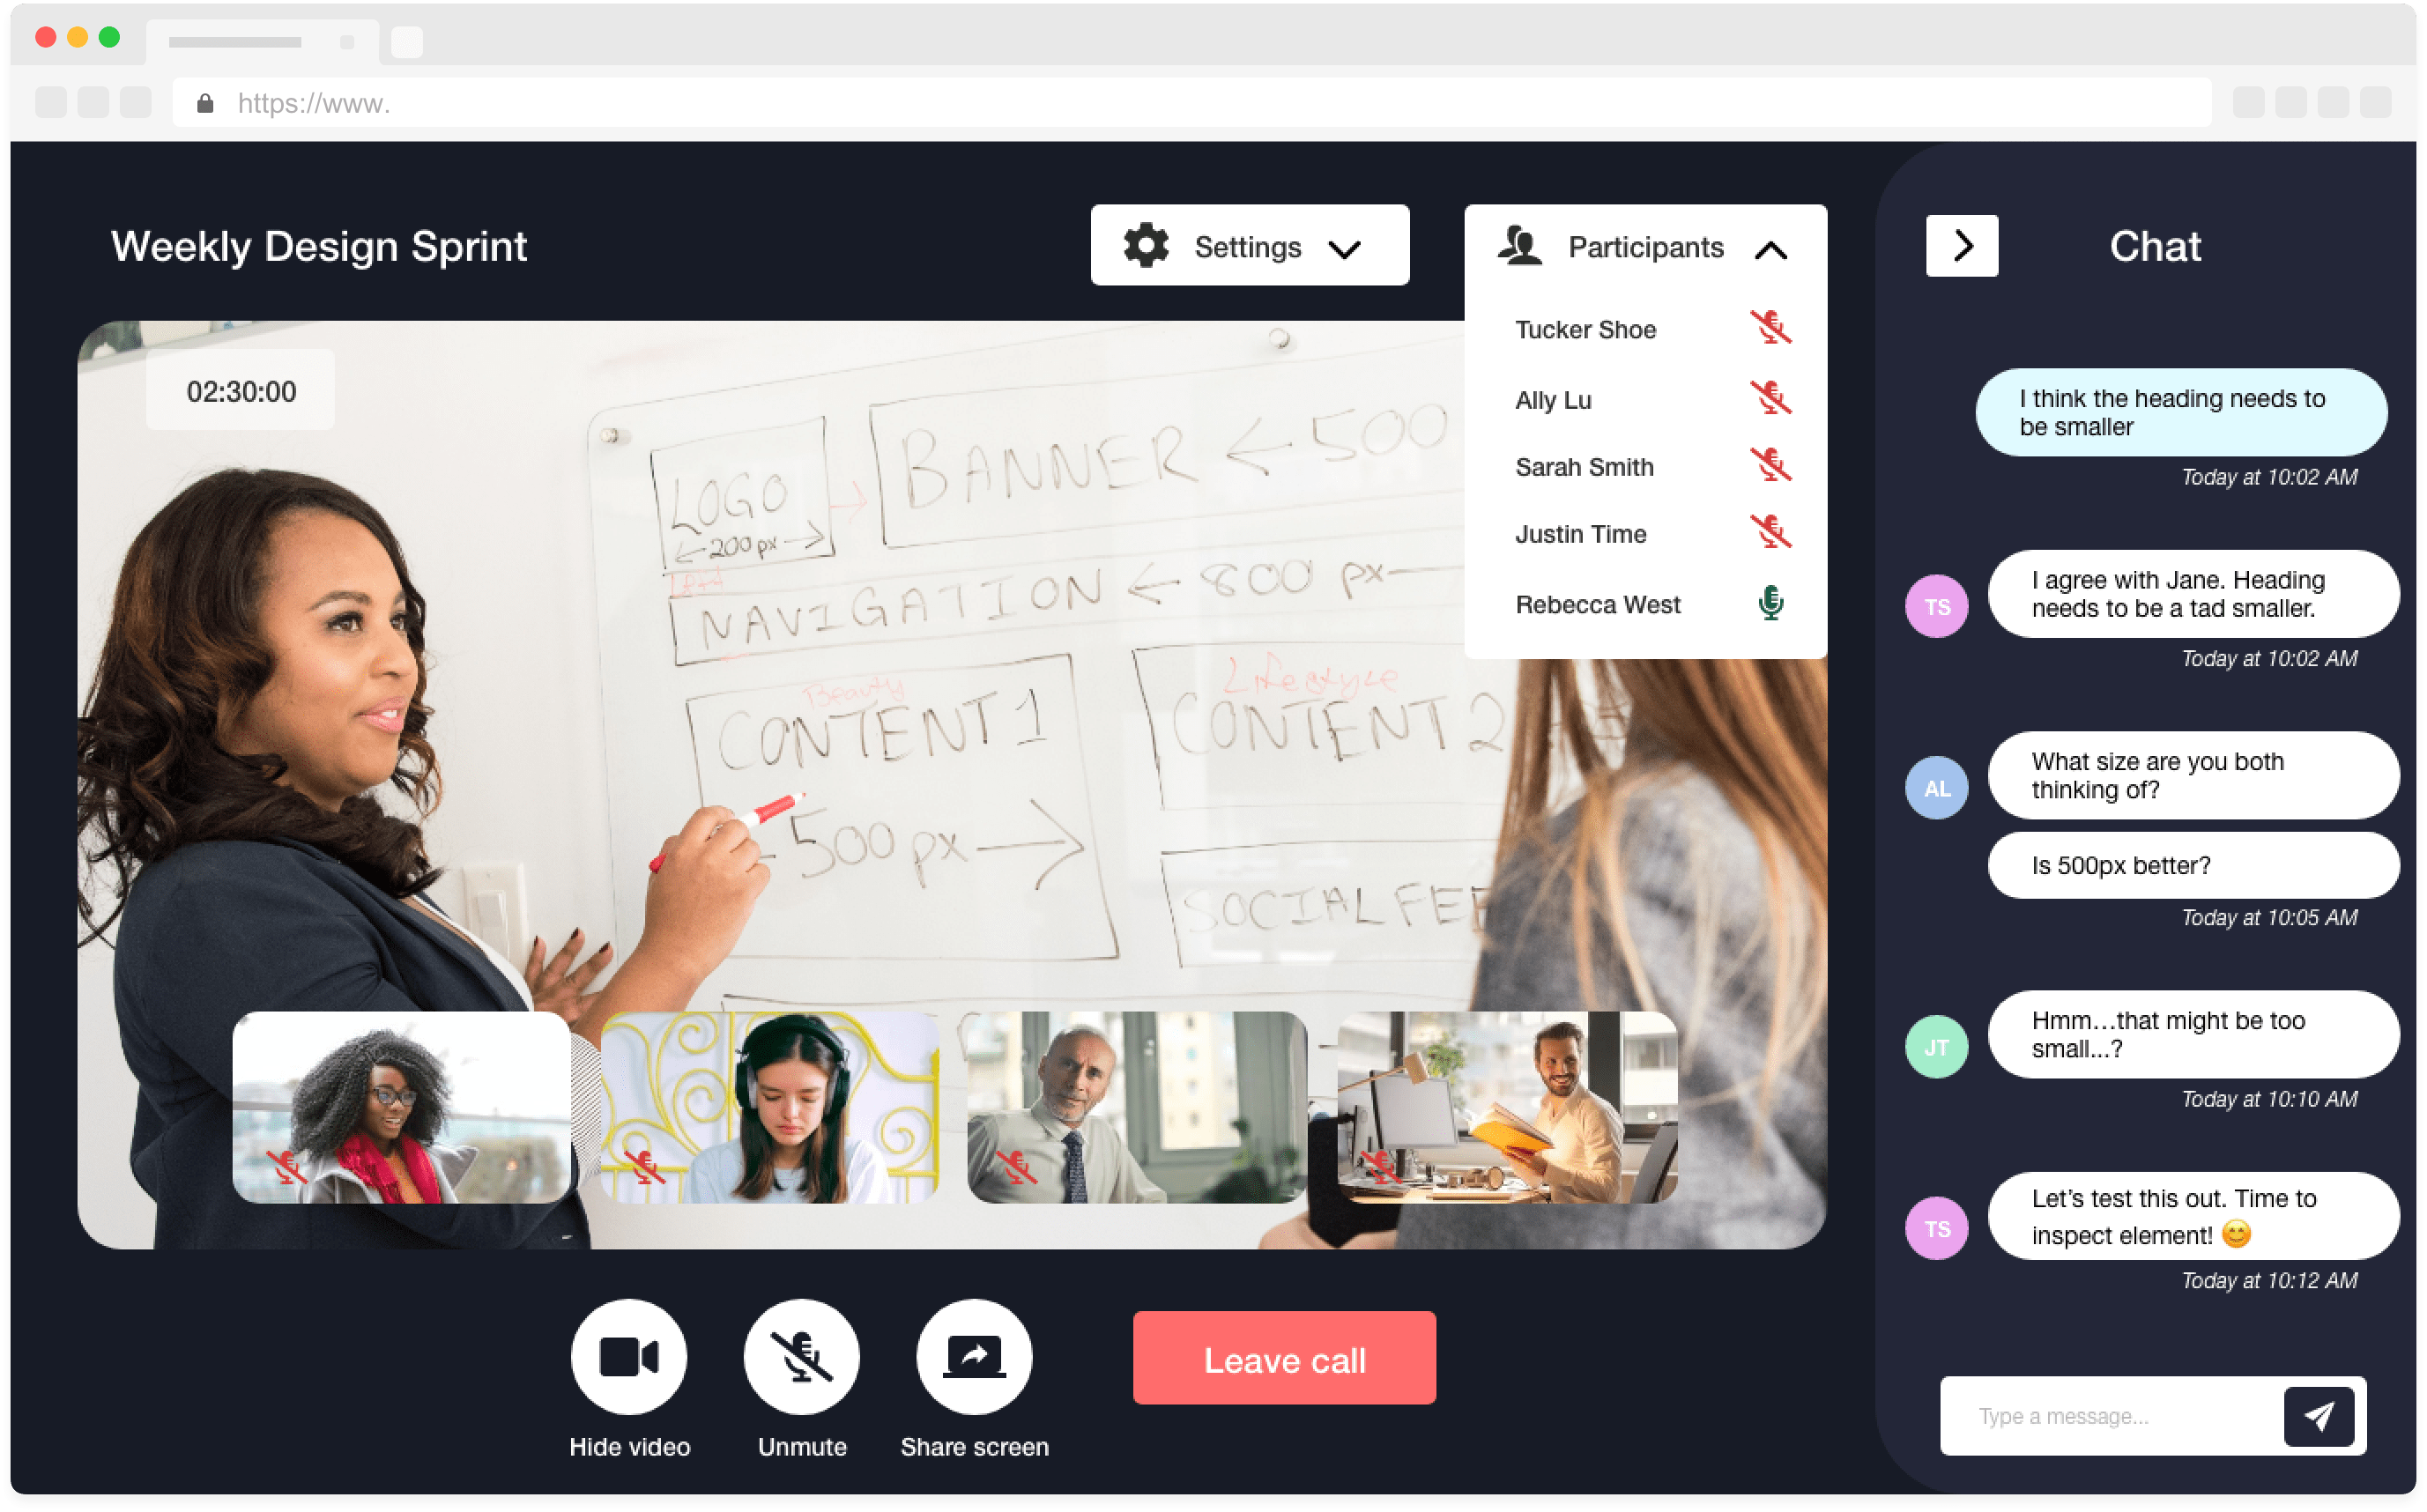 https://www.
Weekly Design Sprint
Settings
Participants
Tucker Shoe
Ally Lu
Sarah Smith
Justin Time
Rebecca West
02:30:00
LOGO
200 px
BANNER ← 500
NAVIGATION ← 800 px
Beauty
CONTENT 1
500 px
Lifestyle
CONTENT 2
SOCIAL FEE
Hide video
Unmute
Share screen
Leave call
Chat
I think the heading needs to
be smaller
Today at 10:02 AM
TS
I agree with Jane. Heading
needs to be a tad smaller.
Today at 10:02 AM
AL
What size are you both
thinking of?
Is 500px better?
Today at 10:05 AM
JT
Hmm...that might be too
small...?
Today at 10:10 AM
TS
Let’s test this out. Time to
inspect element! 😊
Today at 10:12 AM
Type a message...